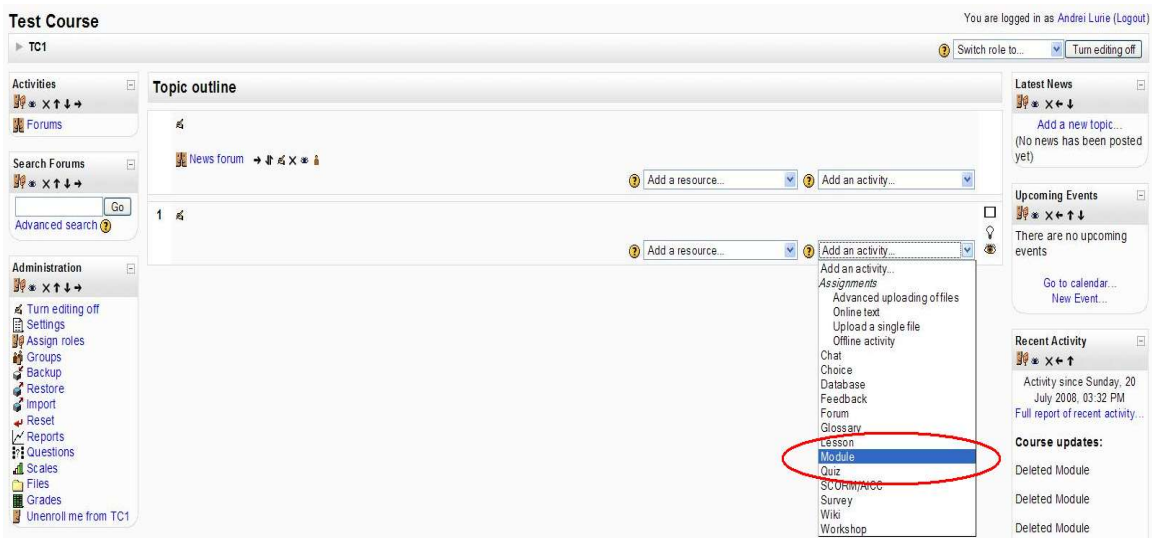 Test Course
You are logged in as Andrei Lurie (Logout)
TC1
Switch role to...
Turn editing off
Activities
Forums
Search Forums
Go
Advanced search
Administration
Turn editing off
Settings
Assign roles
Groups
Backup
Restore
Import
Reset
Reports
Questions
Scales
Files
Grades
Unenroll me from TC1
Topic outline
News forum
Add a resource...
Add an activity...
1
Add a resource...
Add an activity...
Add an activity...
Assignments
Advanced uploading of files
Online text
Upload a single file
Offline activity
Chat
Choice
Database
Feedback
Forum
Glossary
Lesson
Module
Quiz
SCORM/AICC
Survey
Wiki
Workshop
Latest News
Add a new topic...
(No news has been posted
yet)
Upcoming Events
There are no upcoming
events
Go to calendar...
New Event...
Recent Activity
Activity since Sunday, 20
July 2008, 03:32 PM
Full report of recent activity...
Course updates:
Deleted Module
Deleted Module
Deleted Module